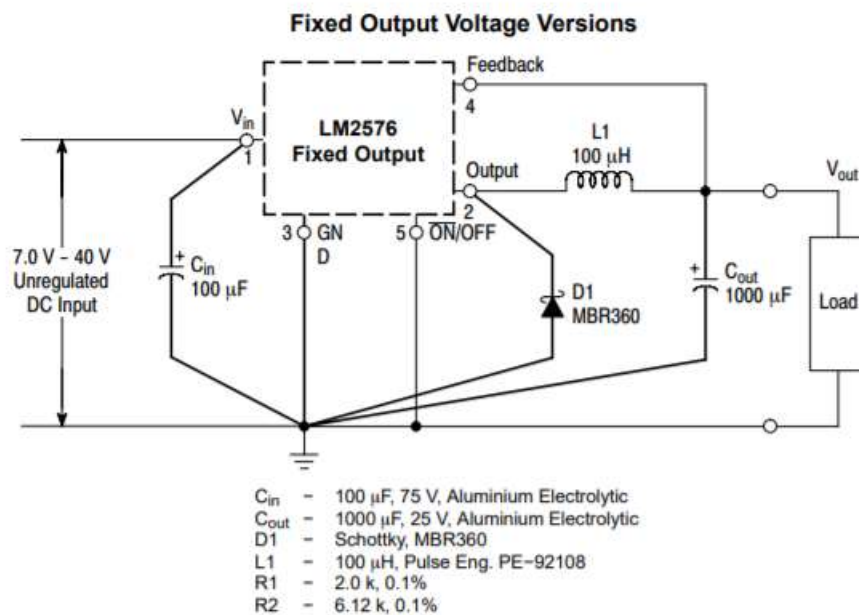 Fixed Output Voltage Versions
Feedback
4
Vin
1
LM2576
Fixed Output
L1
100 μH
Output
2
Vout
3 GN
D
5 ON/OFF
7.0 V – 40 V
Unregulated
DC Input
+
Cin
100 μF
D1
MBR360
+
Cout
1000 μF
Load
Cin – 100 μF, 75 V, Aluminium Electrolytic
Cout – 1000 μF, 25 V, Aluminium Electrolytic
D1 – Schottky, MBR360
L1 – 100 μH, Pulse Eng. PE–92108
R1 – 2.0 k, 0.1%
R2 – 6.12 k, 0.1%